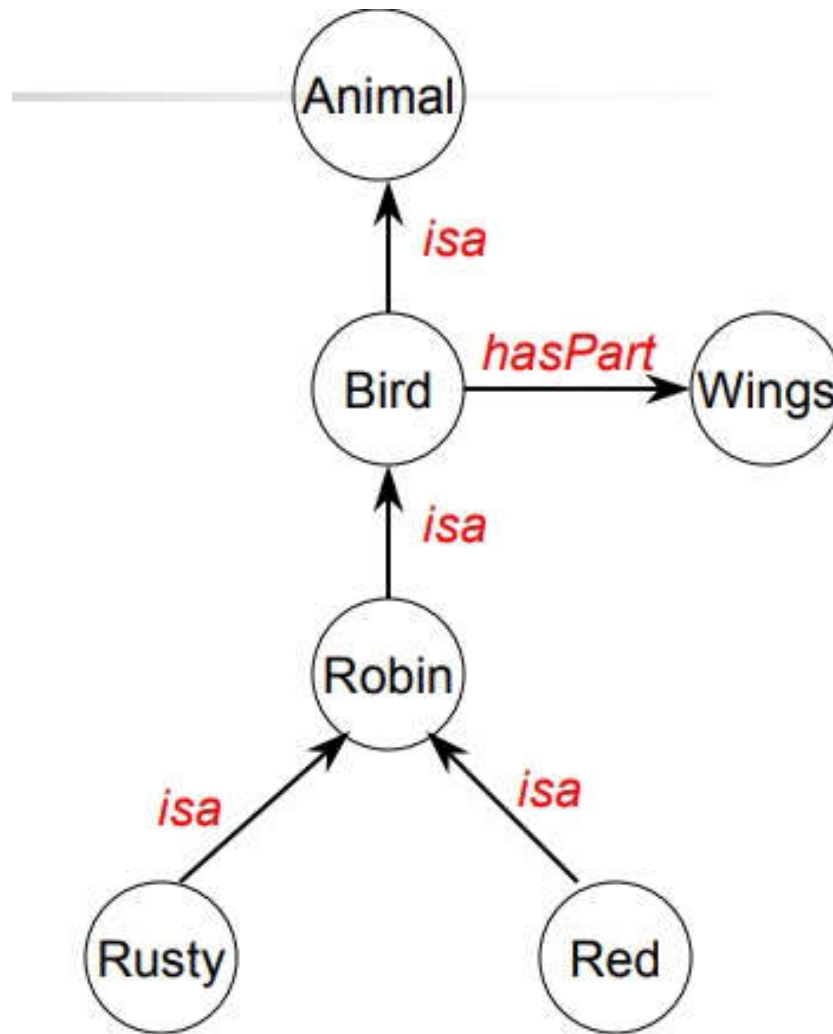 Animal
isa
hasPart
Bird
Wings
isa
Robin
isa
isa
Rusty
Red